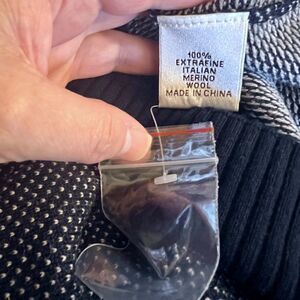 100%
EXTRAFINE
ITALIAN
MERINO
WOOL
MADE IN CHINA